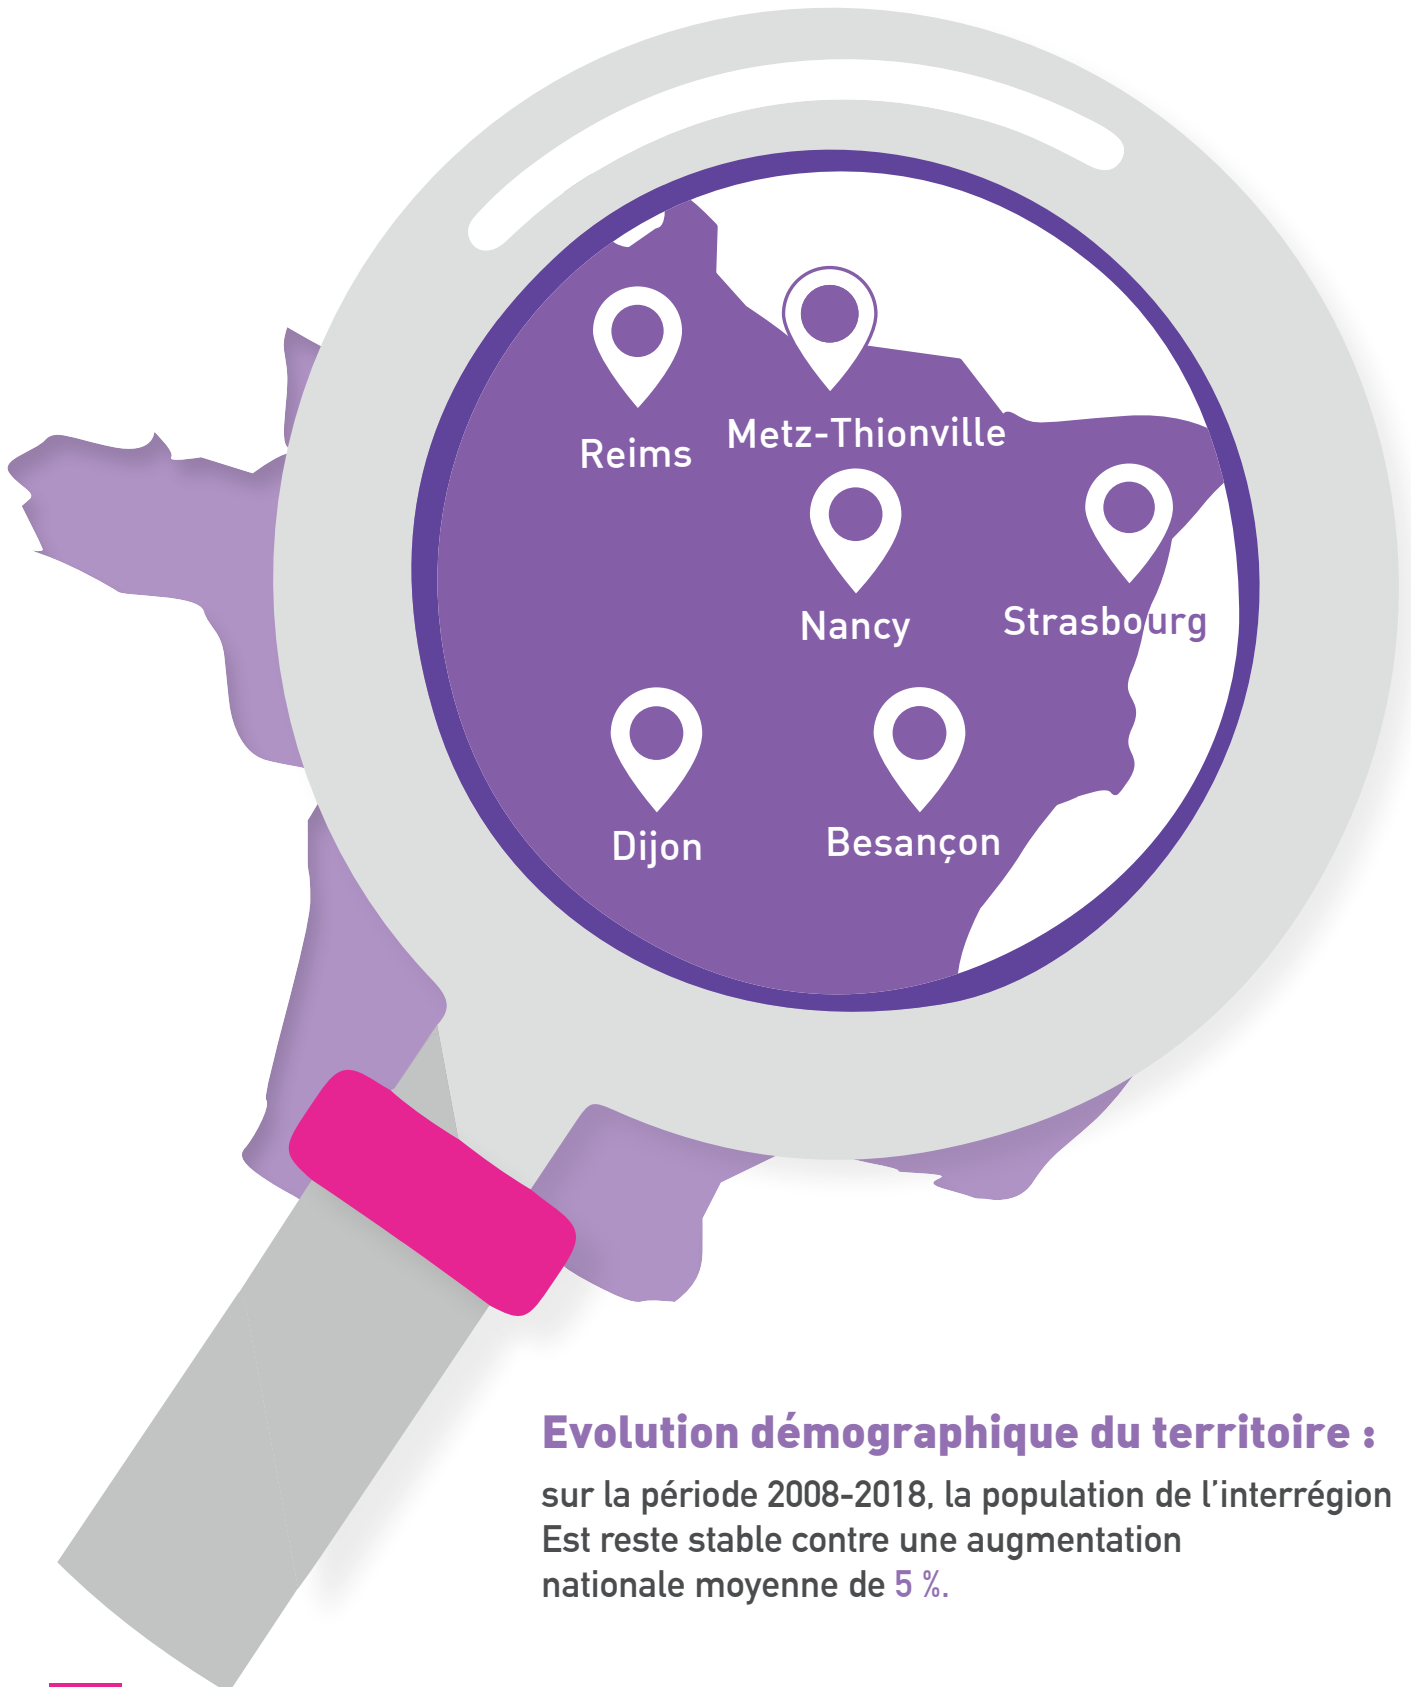 Reims
Metz-Thionville
Nancy
Strasbourg
Dijon
Besançon
Evolution démographique du territoire :
sur la période 2008-2018, la population de l'interrégion
Est reste stable contre une augmentation
nationale moyenne de 5 %.